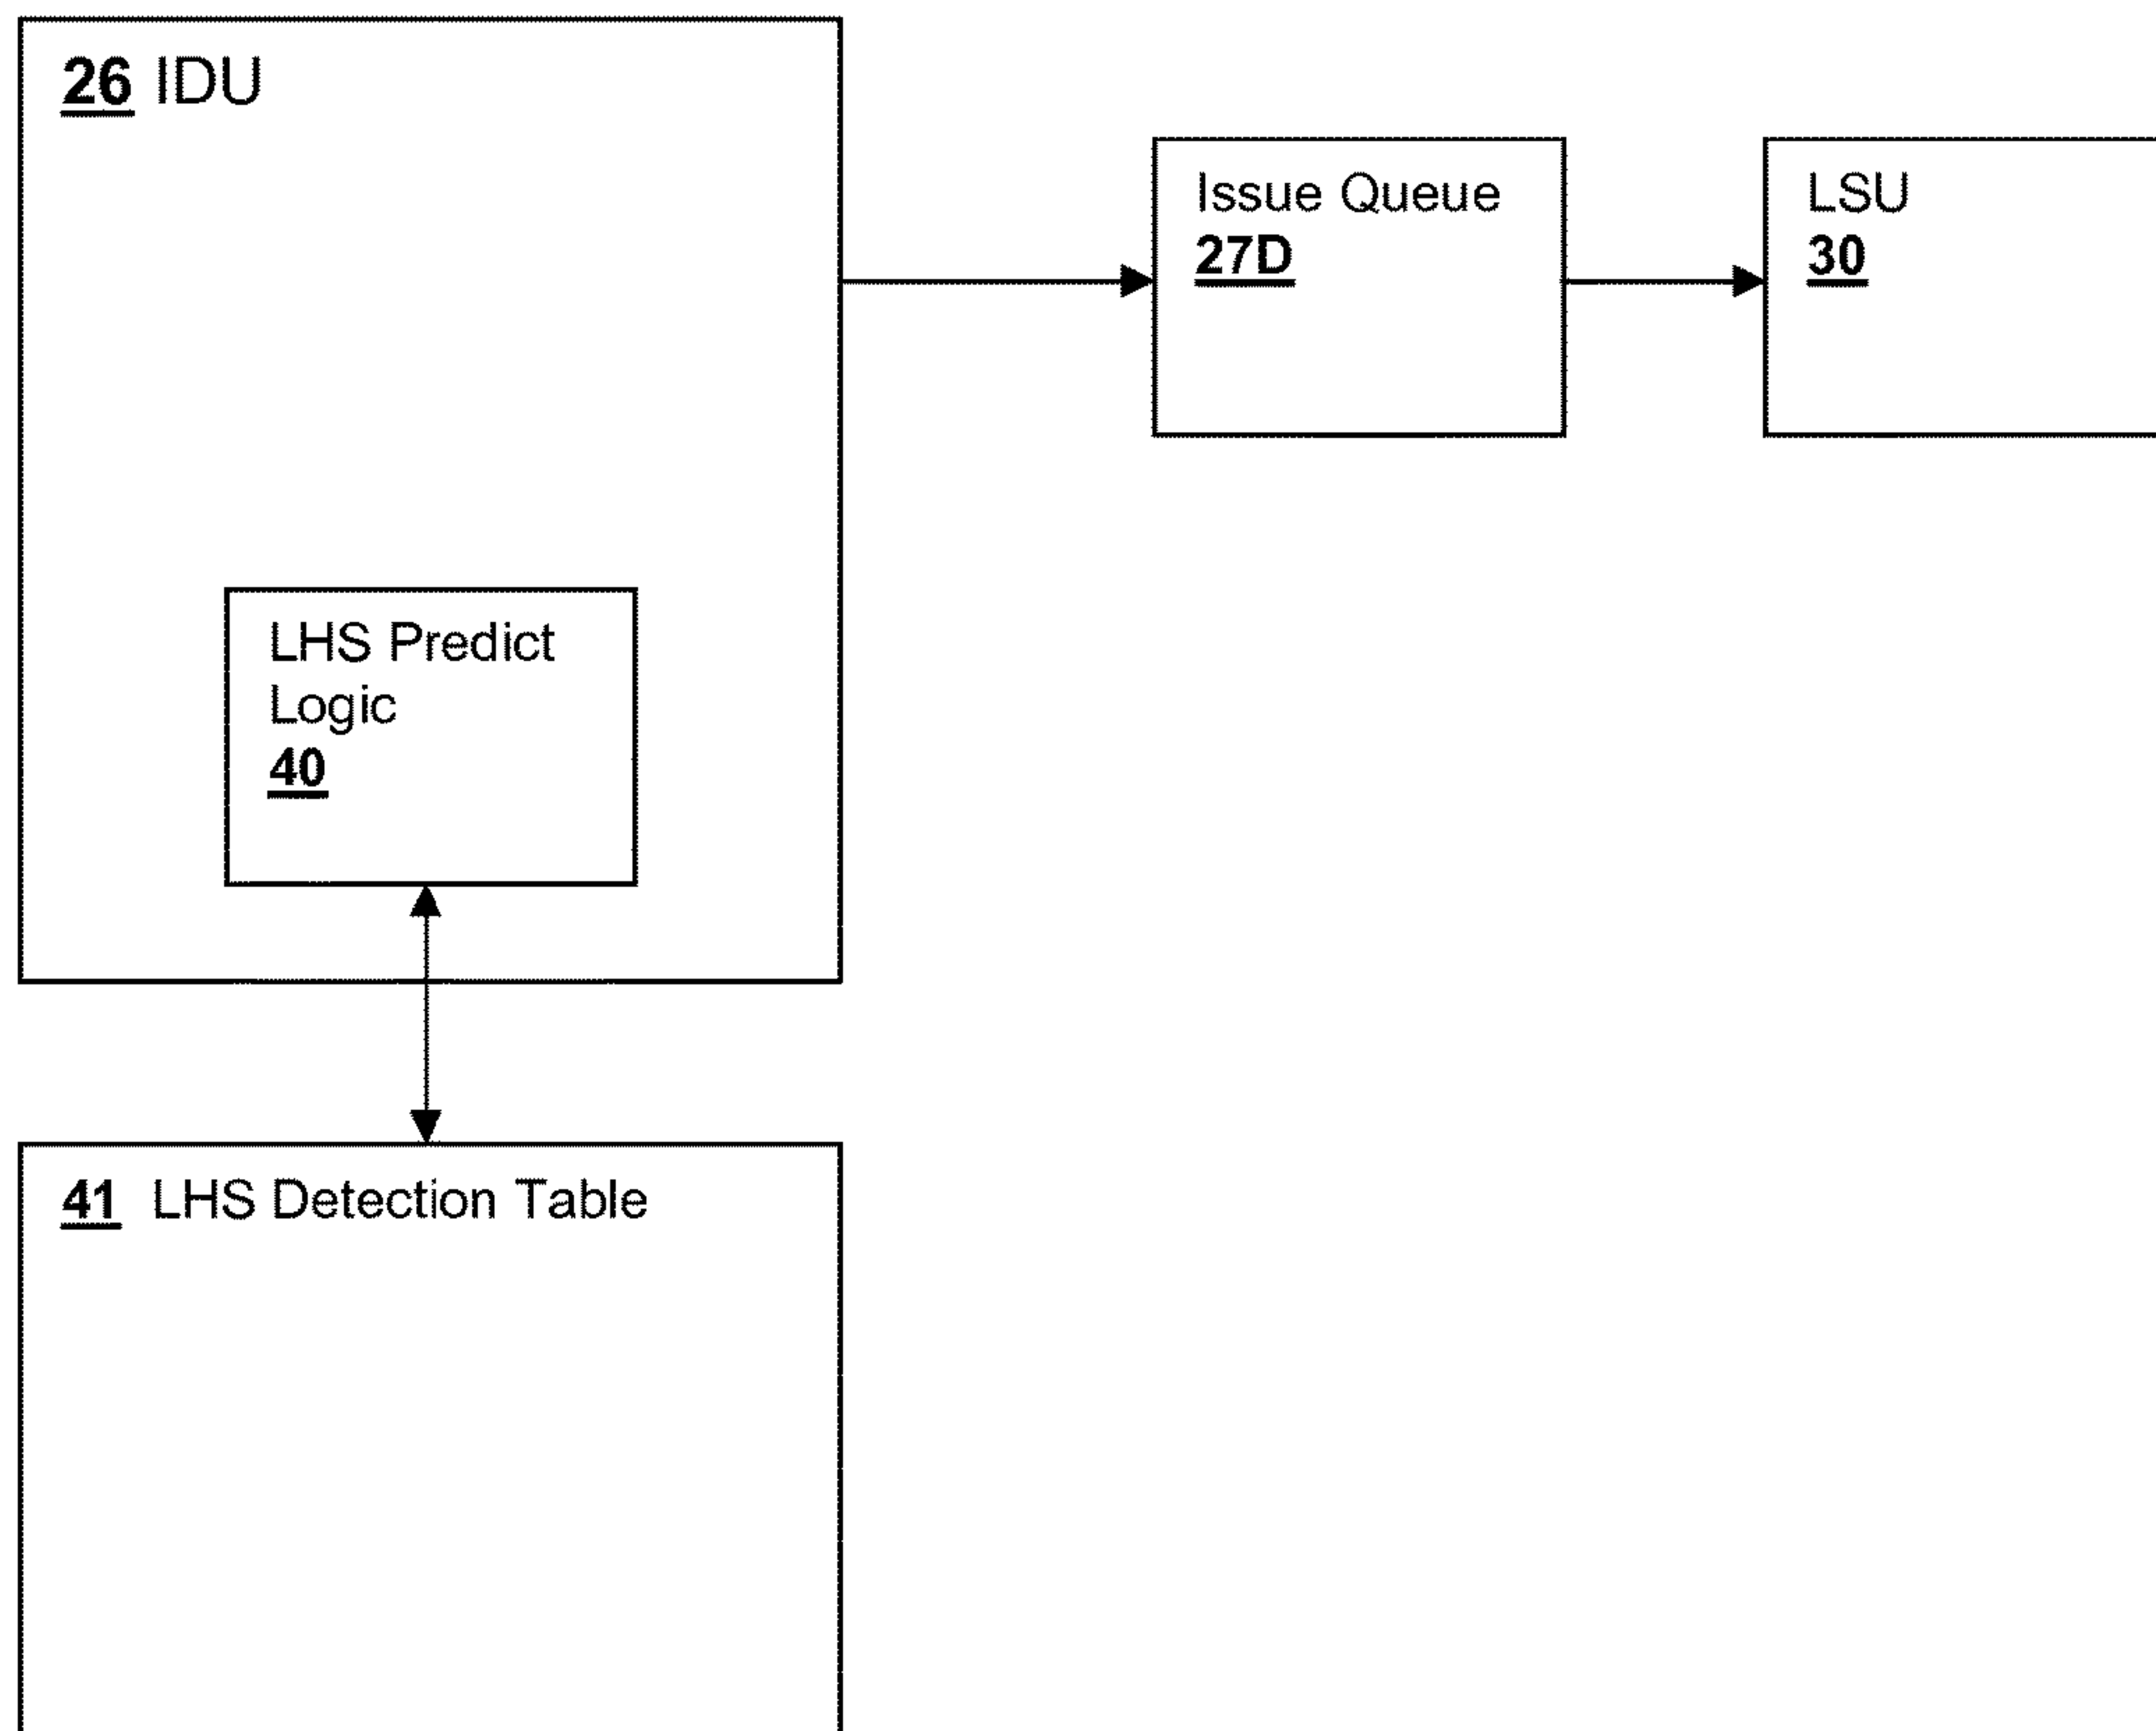 26 IDU
Issue Queue
27D
LSU
30
LHS Predict
Logic
40
41 LHS Detection Table